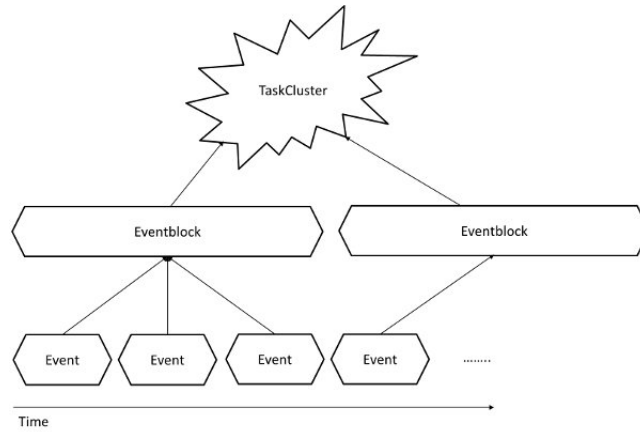 TaskCluster
Eventblock Eventblock
Event Event Event Event ........
Time